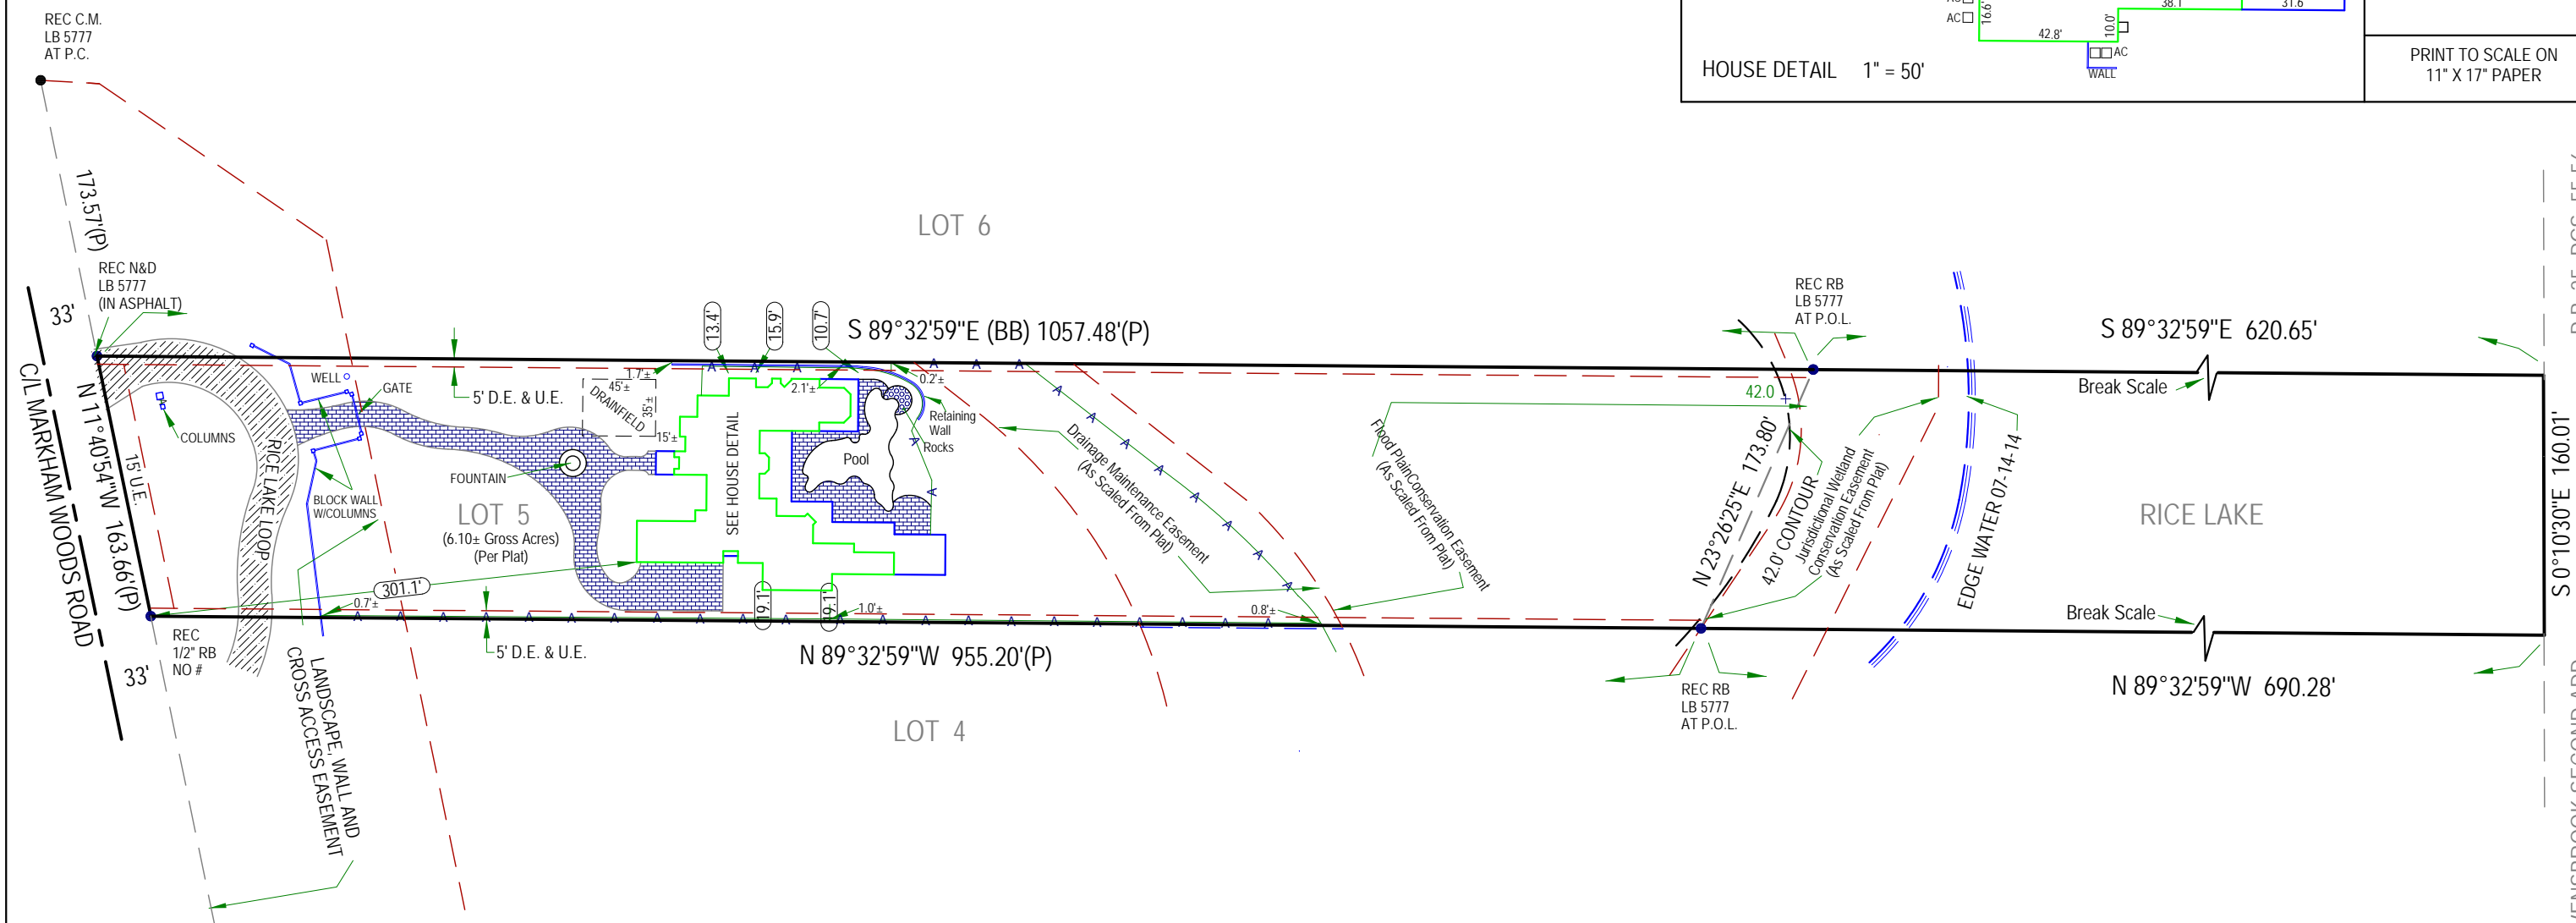 REC C.M.
LB 5777
AT P.C.
173.57'(P)
REC N&D
LB 5777
(IN ASPHALT)
33'
C/L MARKHAM WOODS ROAD
N 11°40'54"W 163.66'(P)
15' U.E.
33'
REC
1/2" RB
NO #
COLUMNS
RICE LAKE LOOP
WELL
GATE
BLOCK WALL
W/COLUMNS
LANDSCAPE, WALL AND
CROSS ACCESS EASEMENT
301.1'
0.7'±
5' D.E. & U.E.
5' D.E. & U.E.
FOUNTAIN
LOT 5
(6.10± Gross Acres)
(Per Plat)
1.7'±
45'±
35'±
DRAINFIELD
15'±
SEE HOUSE DETAIL
13.4'
15.9'
10.7'
2.1'±
0.2'±
Retaining
Wall
Rocks
Pool
19.1'
19.1'
1.0'±
0.8'±
S 89°32'59"E (BB) 1057.48'(P)
N 89°32'59"W 955.20'(P)
LOT 6
LOT 4
Drainage Maintenance Easement
(As Scaled From Plat)
Flood PlainConservation Easement
(As Scaled From Plat)
42.0
REC RB
LB 5777
AT P.O.L.
REC RB
LB 5777
AT P.O.L.
N 23°26'25"E 173.80'
42.0' CONTOUR
Jurisdictional Wetland
Conservation Easement
(As Scaled From Plat)
EDGE WATER 07-14-14
S 89°32'59"E 620.65'
Break Scale
RICE LAKE
Break Scale
N 89°32'59"W 690.28'
S 0°10'30"E 160.01'
AC
16.6'
42.8'
10.0'
38.1'
31.6'
AC
WALL
HOUSE DETAIL 1" = 50'
PRINT TO SCALE ON
11" X 17" PAPER